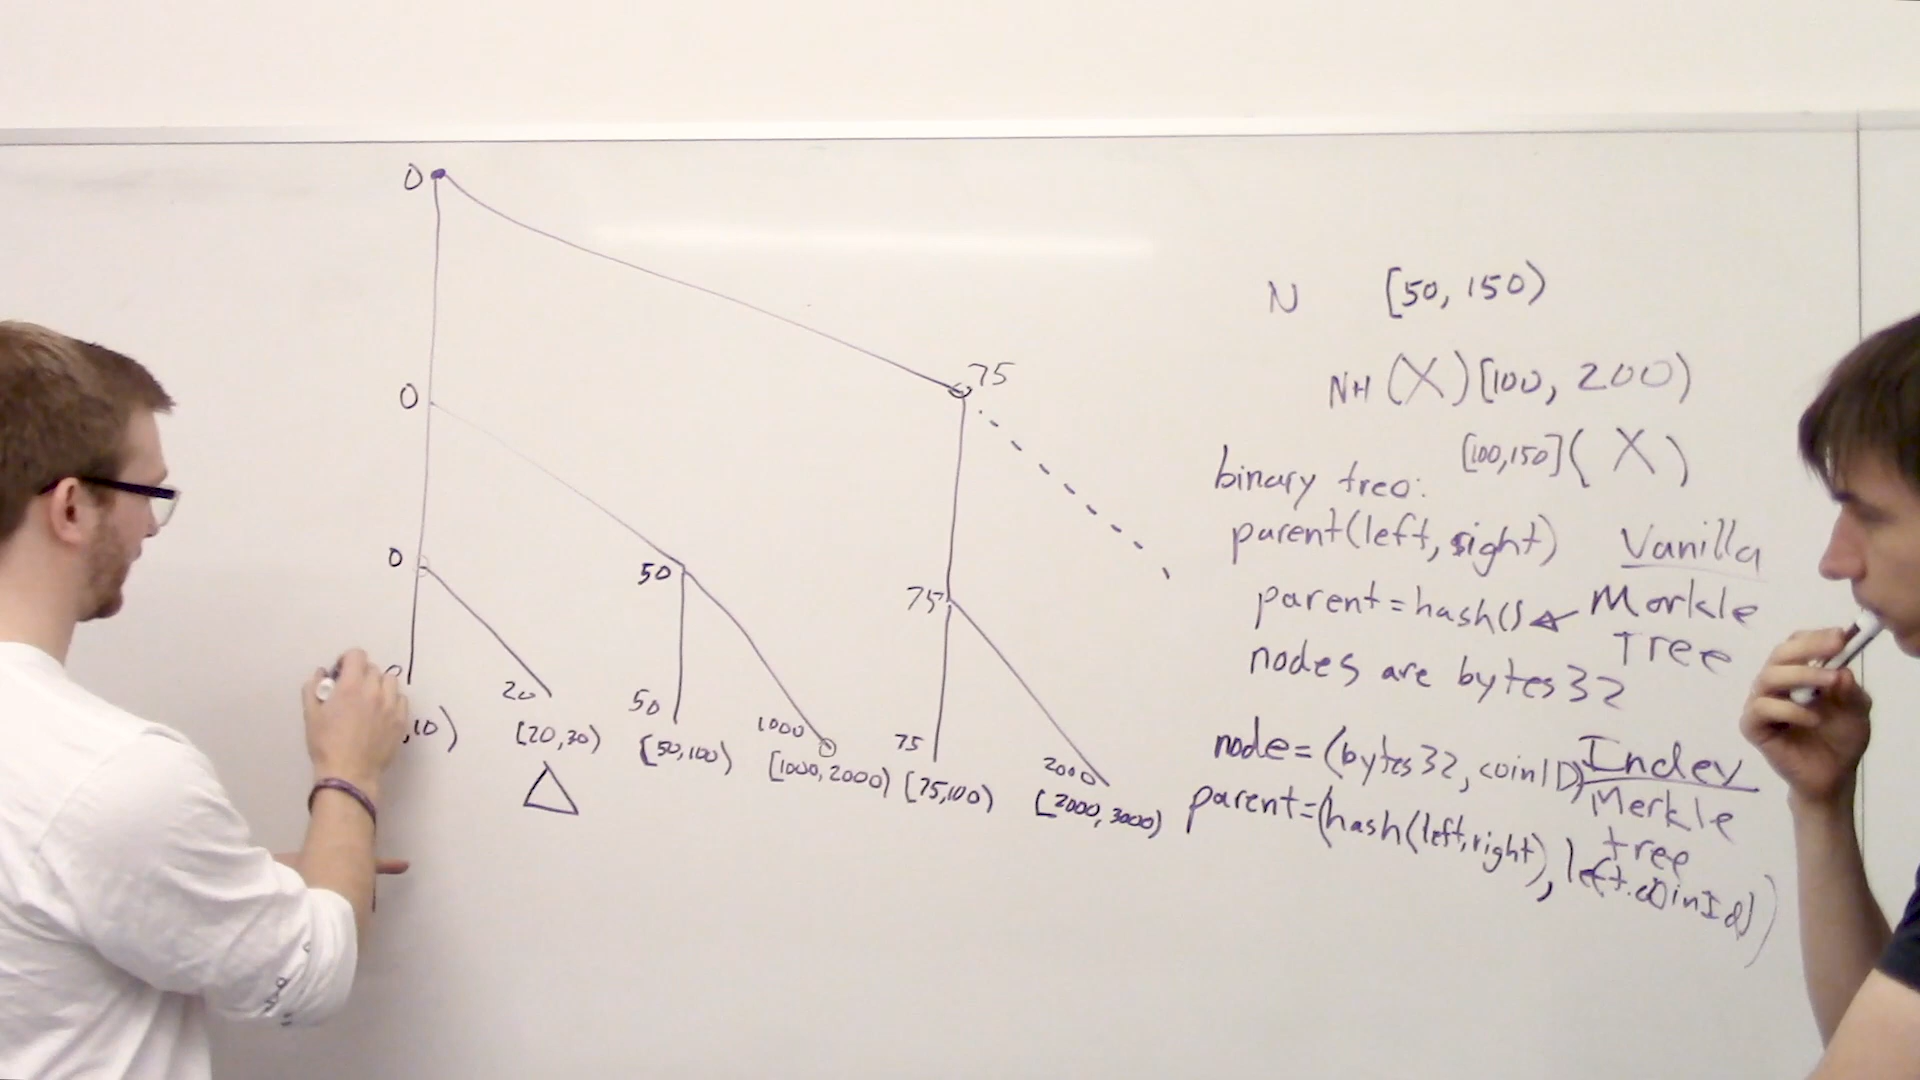 0
75
0
0
50
75
20
50
1000
75
2000
,10)
[20,30)
[50,100)
[1000,2000)
[75,100)
[2000,3000)
N [50, 150)
NH (X) [100, 200)
[100,150] ( X )
binary tree:
parent(left, right)
parent = hash()
nodes are bytes32
Vanilla
Merkle
Tree
node = (bytes32, coinID)
parent = (hash(left,right), left.coinId)
Index
Merkle
tree